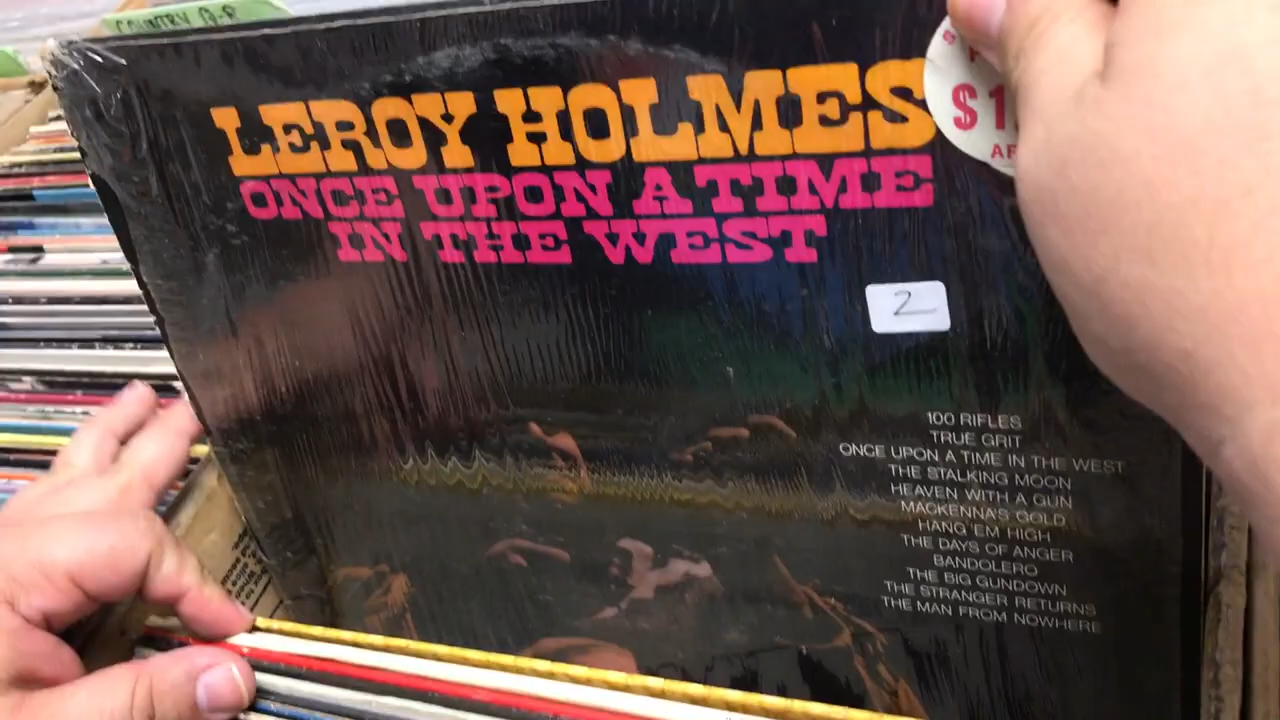 COUNTRY Q-R
LEROY HOLMES
ONCE UPON A TIME
IN THE WEST
$1
2
100 RIFLES
TRUE GRIT
ONCE UPON A TIME IN THE WEST
THE STALKING MOON
HEAVEN WITH A GUN
MACKENNA'S GOLD
HANG 'EM HIGH
THE DAYS OF ANGER
BANDOLERO
THE BIG GUNDOWN
THE STRANGER RETURNS
THE MAN FROM NOWHERE